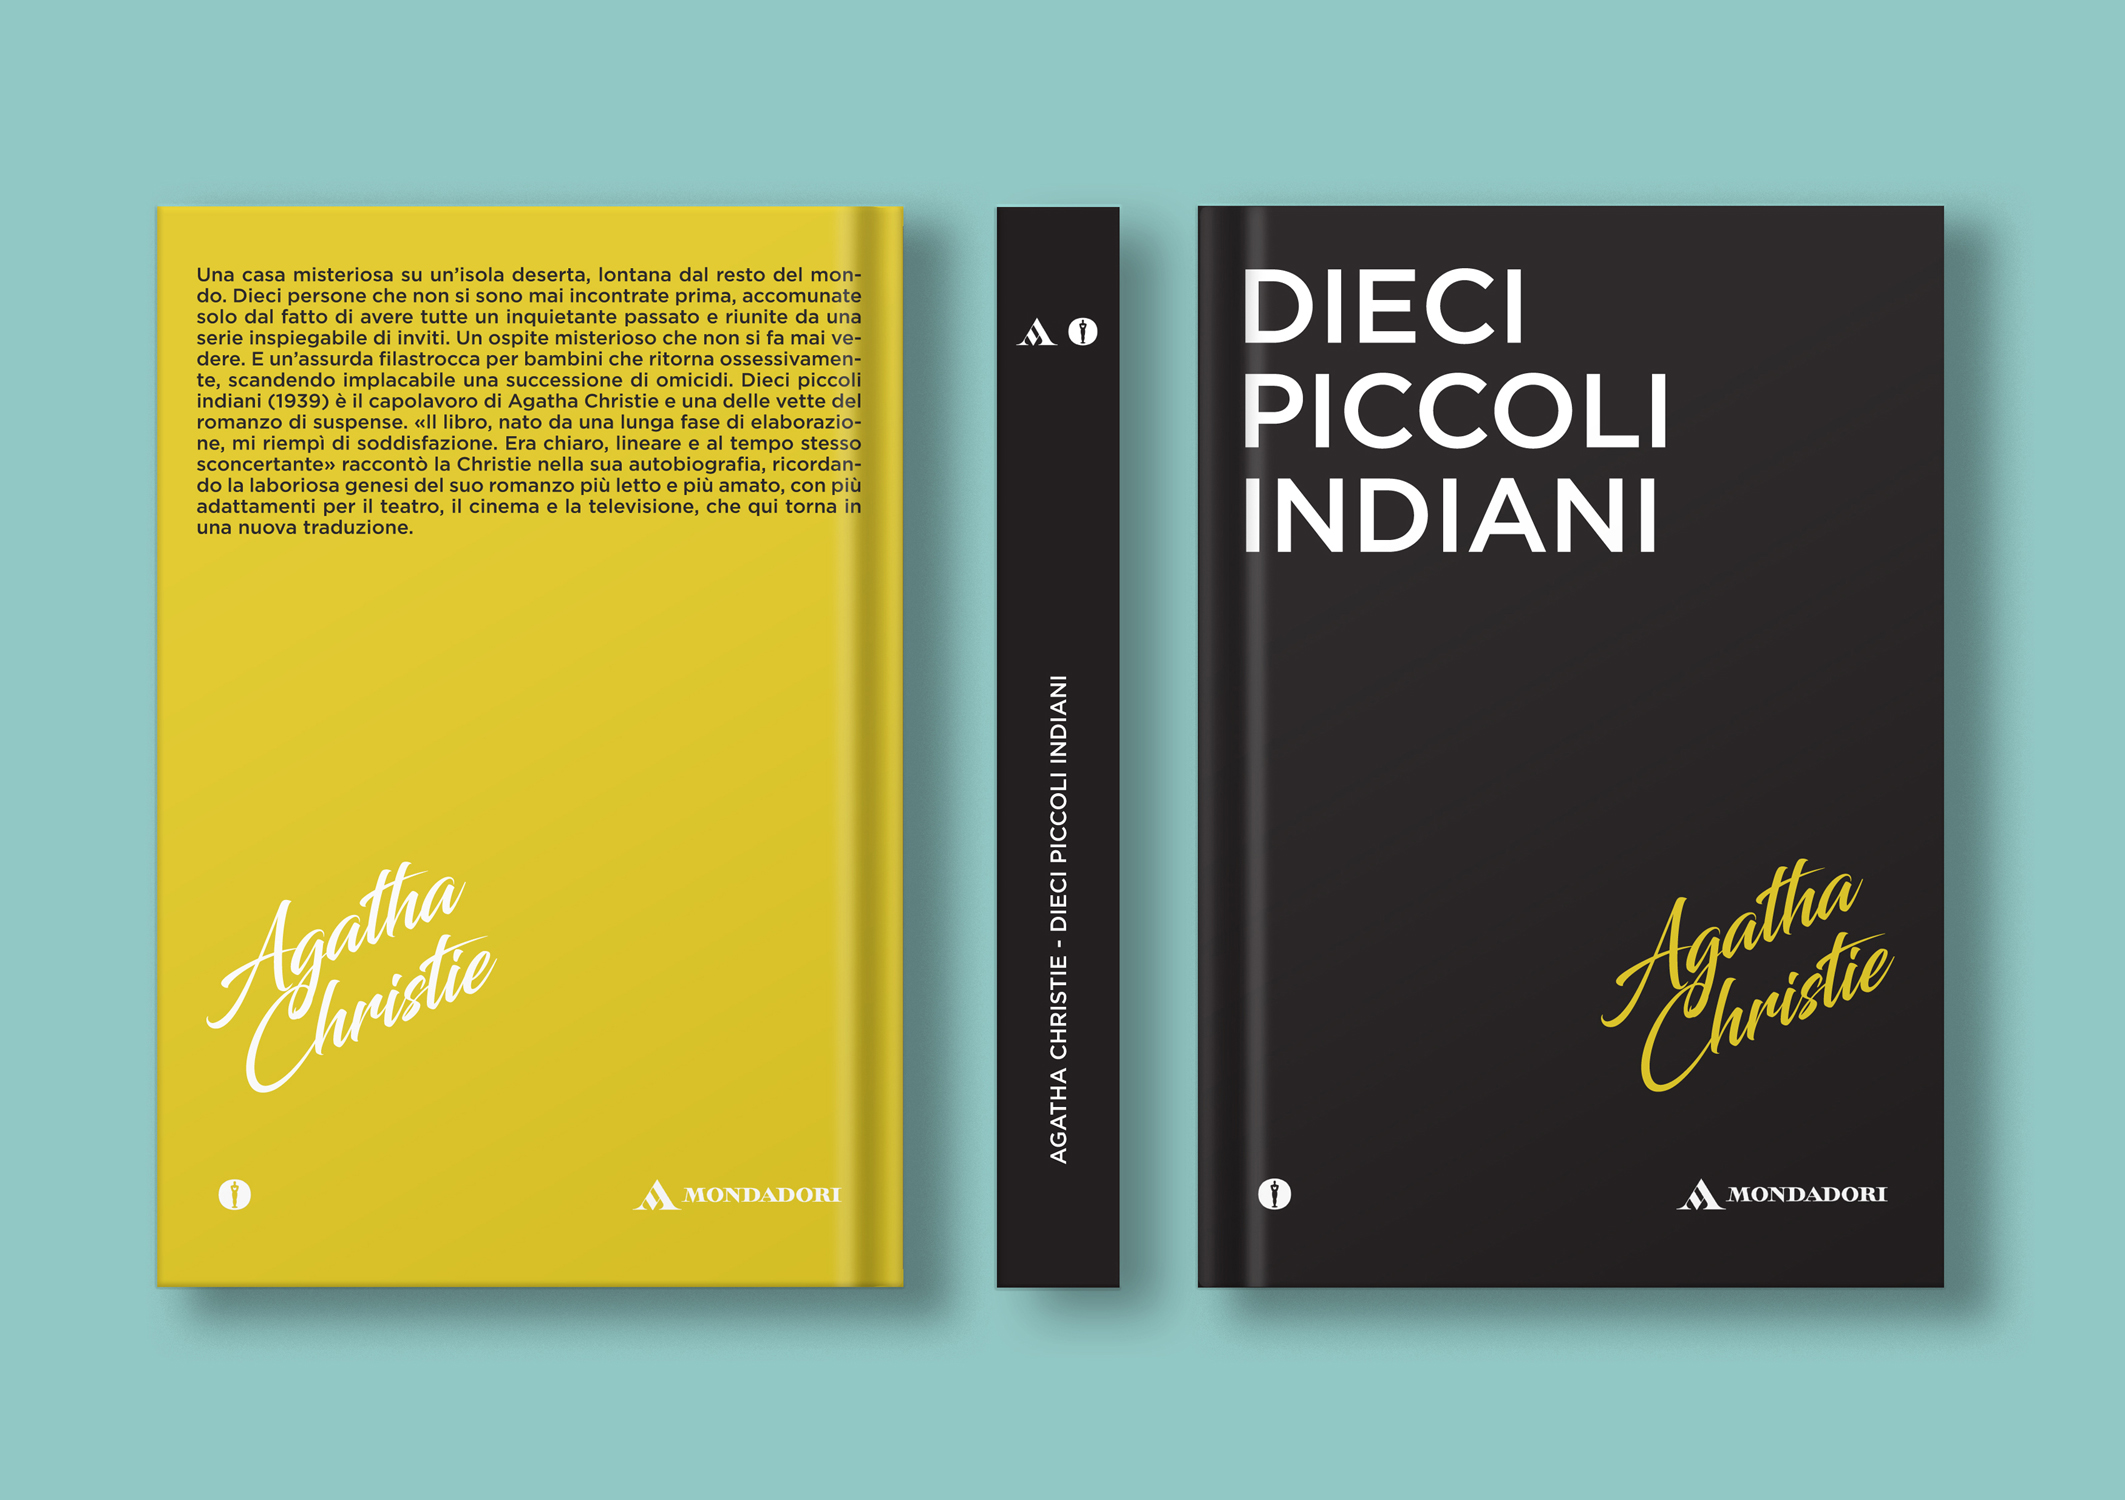 Una casa misteriosa su un'isola deserta, lontana dal resto del mon-
do. Dieci persone che non si sono mai incontrate prima, accomunate
solo dal fatto di avere tutte un inquietante passato e riunite da una
serie inspiegabile di inviti. Un ospite misterioso che non si fa mai ve-
dere. E un'assurda filastrocca per bambini che ritorna ossessivamen-
te, scandendo implacabile una successione di omicidi. Dieci piccoli
indiani (1939) è il capolavoro di Agatha Christie e una delle vette del
romanzo di suspense. «Il libro, nato da una lunga fase di elaborazio-
ne, mi riempì di soddisfazione. Era chiaro, lineare e al tempo stesso
sconcertante» raccontò la Christie nella sua autobiografia, ricordan-
do la laboriosa genesi del suo romanzo più letto e più amato, con più
adattamenti per il teatro, il cinema e la televisione, che qui torna in
una nuova traduzione.
Agatha
Christie
MONDADORI
AGATHA CHRISTIE - DIECI PICCOLI INDIANI
DIECI
PICCOLI
INDIANI
Agatha
Christie
MONDADORI